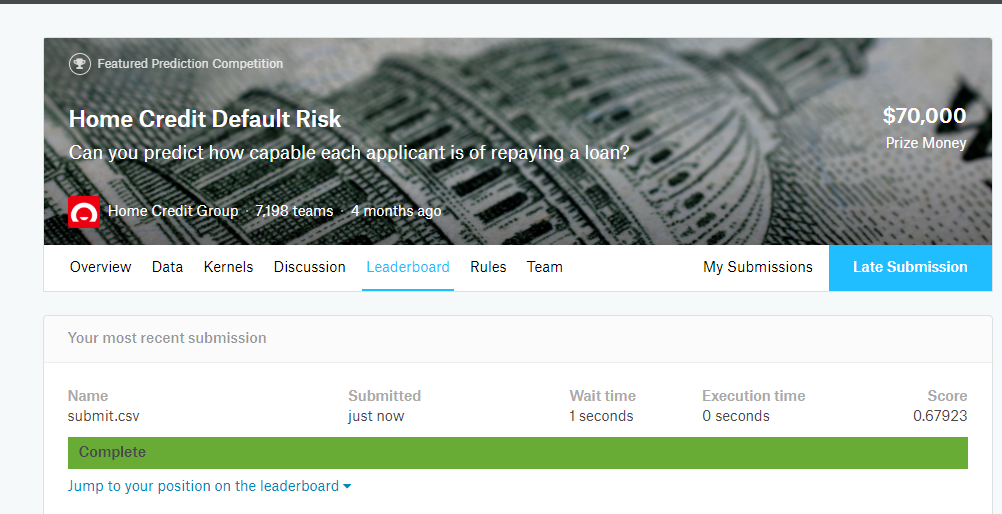 Featured Prediction Competition
Home Credit Default Risk
$70,000
Can you predict how capable each applicant is of repaying a loan?
Prize Money
Home Credit Group · 7,198 teams · 4 months ago
Overview Data Kernels Discussion Leaderboard Rules Team My Submissions Late Submission
Your most recent submission
Name Submitted Wait time Execution time Score
submit.csv just now 1 seconds 0 seconds 0.67923
Complete
Jump to your position on the leaderboard